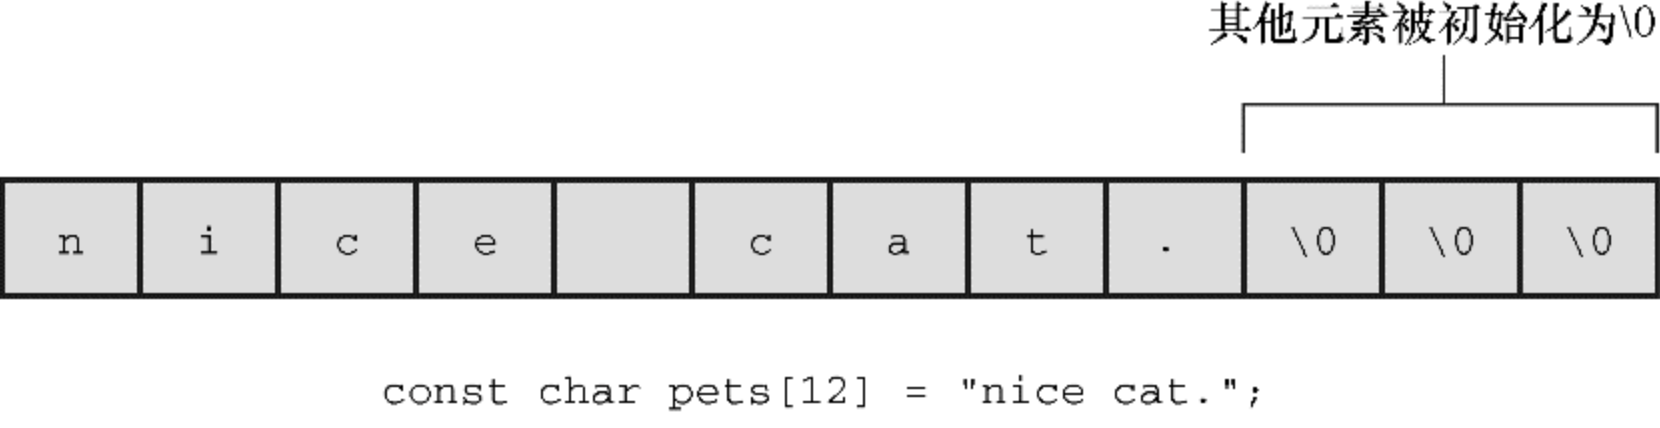 其他元素被初始化为\0
n i c e c a t . \0 \0 \0
const char pets[12] = "nice cat.";